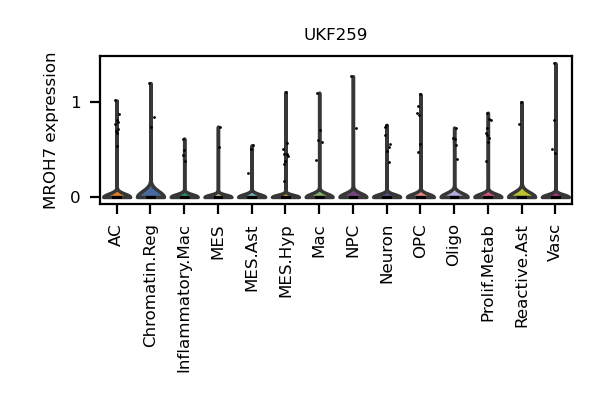 UKF259
MROH7 expression
1
0
AC
Chromatin.Reg
Inflammatory.Mac
MES
MES.Ast
MES.Hyp
Mac
NPC
Neuron
OPC
Oligo
Prolif.Metab
Reactive.Ast
Vasc